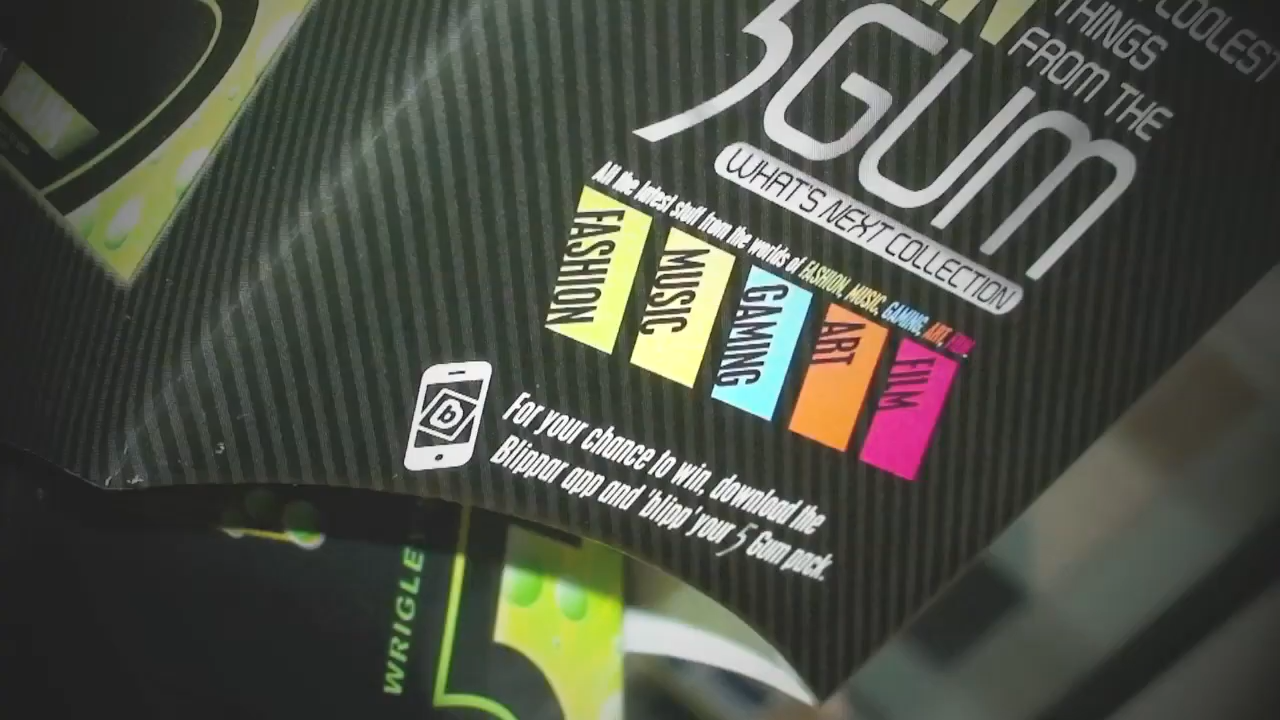 COOLEST
THINGS
FROM THE
5GUM
WHAT'S NEXT COLLECTION
All the latest stuff from the worlds of FASHION, MUSIC, GAMING, ART, FILM
FASHION
MUSIC
GAMING
ART
FILM
For your chance to win, download the
Blippar app and 'blipp' your 5 Gum pack.
b
WRIGLE